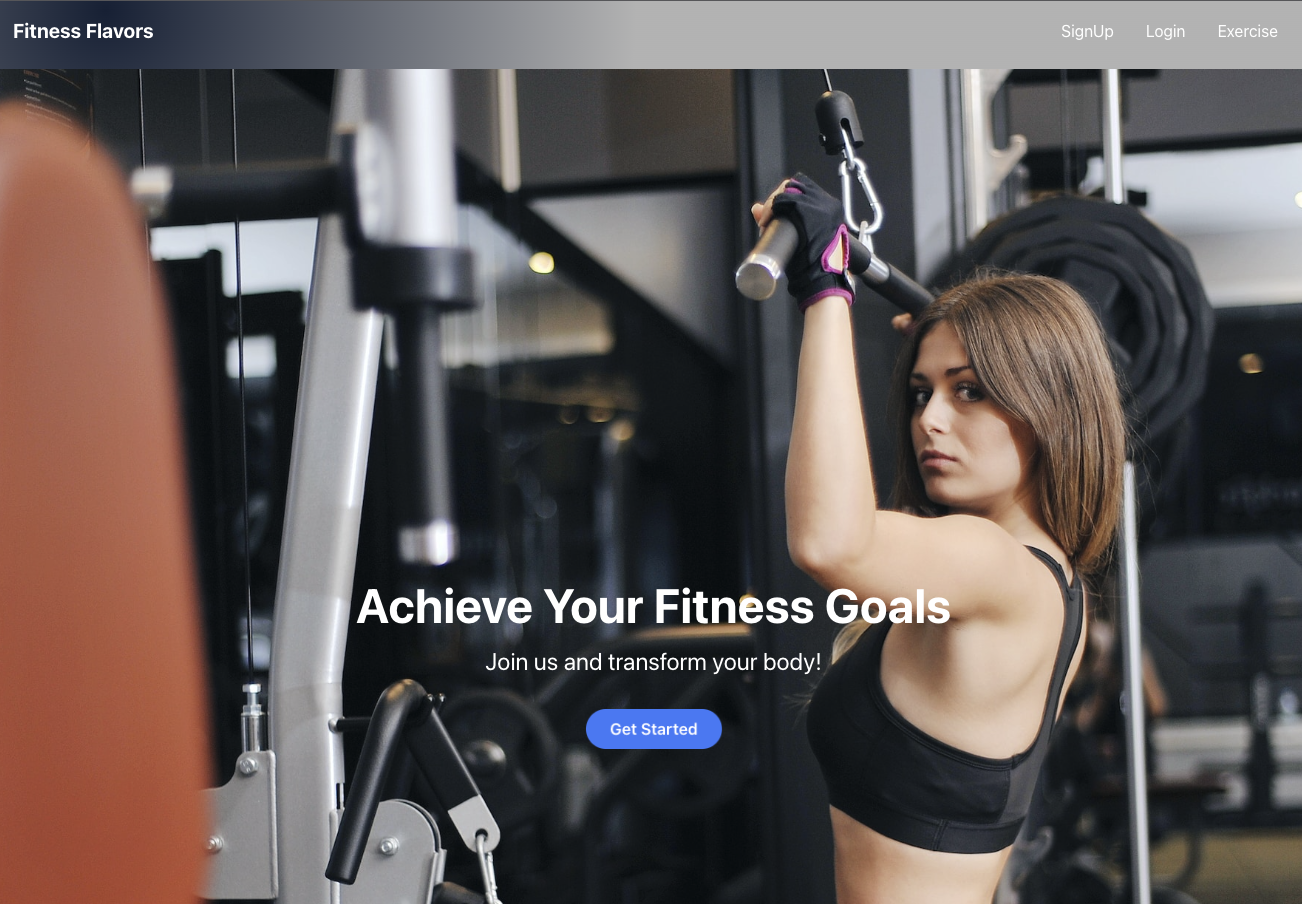 Fitness Flavors
SignUp Login Exercise
Achieve Your Fitness Goals
Join us and transform your body!
Get Started